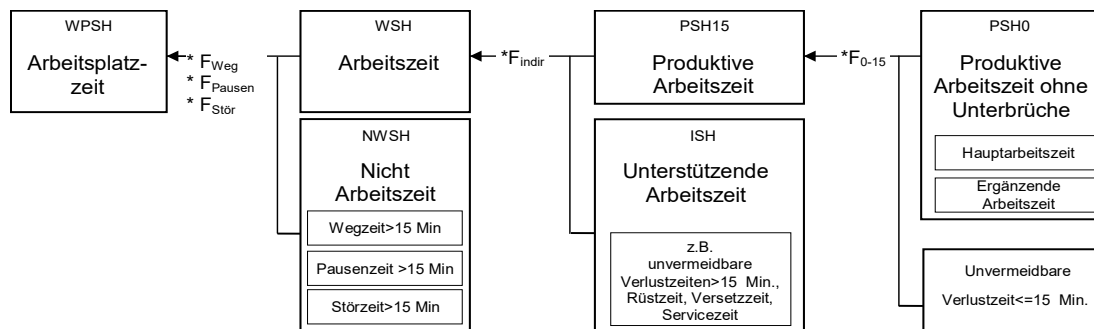 WPSH
Arbeitsplatz-
zeit
* F_Weg
* F_Pausen
* F_Stör
WSH
Arbeitszeit
NWSH
Nicht
Arbeitszeit
Wegzeit>15 Min
Pausenzeit >15 Min
Störzeit>15 Min
*F_indir
PSH15
Produktive
Arbeitszeit
ISH
Unterstützende
Arbeitszeit
z.B.
unvermeidbare
Verlustzeiten>15 Min.,
Rüstzeit, Versetzzeit,
Servicezeit
*F_0-15
PSH0
Produktive
Arbeitszeit ohne
Unterbrüche
Hauptarbeitszeit
Ergänzende
Arbeitszeit
Unvermeidbare
Verlustzeit<=15 Min.